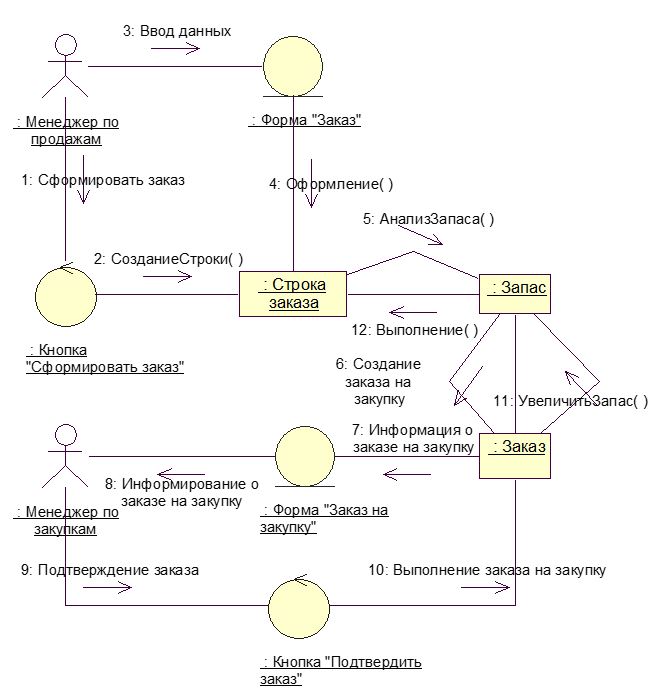 3: Ввод данных
: Менеджер по
продажам
: Форма "Заказ"
1: Сформировать заказ
4: Офорmление( )
5: АнализЗапаса( )
2: СозданиеСтроки( )
: Строка
заказа
: Запас
12: Выполнение( )
: Кнопка
"Сформировать заказ"
6: Создание
заказа на
закупку
11: УвеличитьЗапас( )
7: Информация о
заказе на закупку
: Заказ
8: Информирование о
заказе на закупку
: Менеджер по
закупкам
: Форма "Заказ на
закупку"
9: Подтверждение заказа
10: Выполнение заказа на закупку
: Кнопка "Подтвердить
заказ"